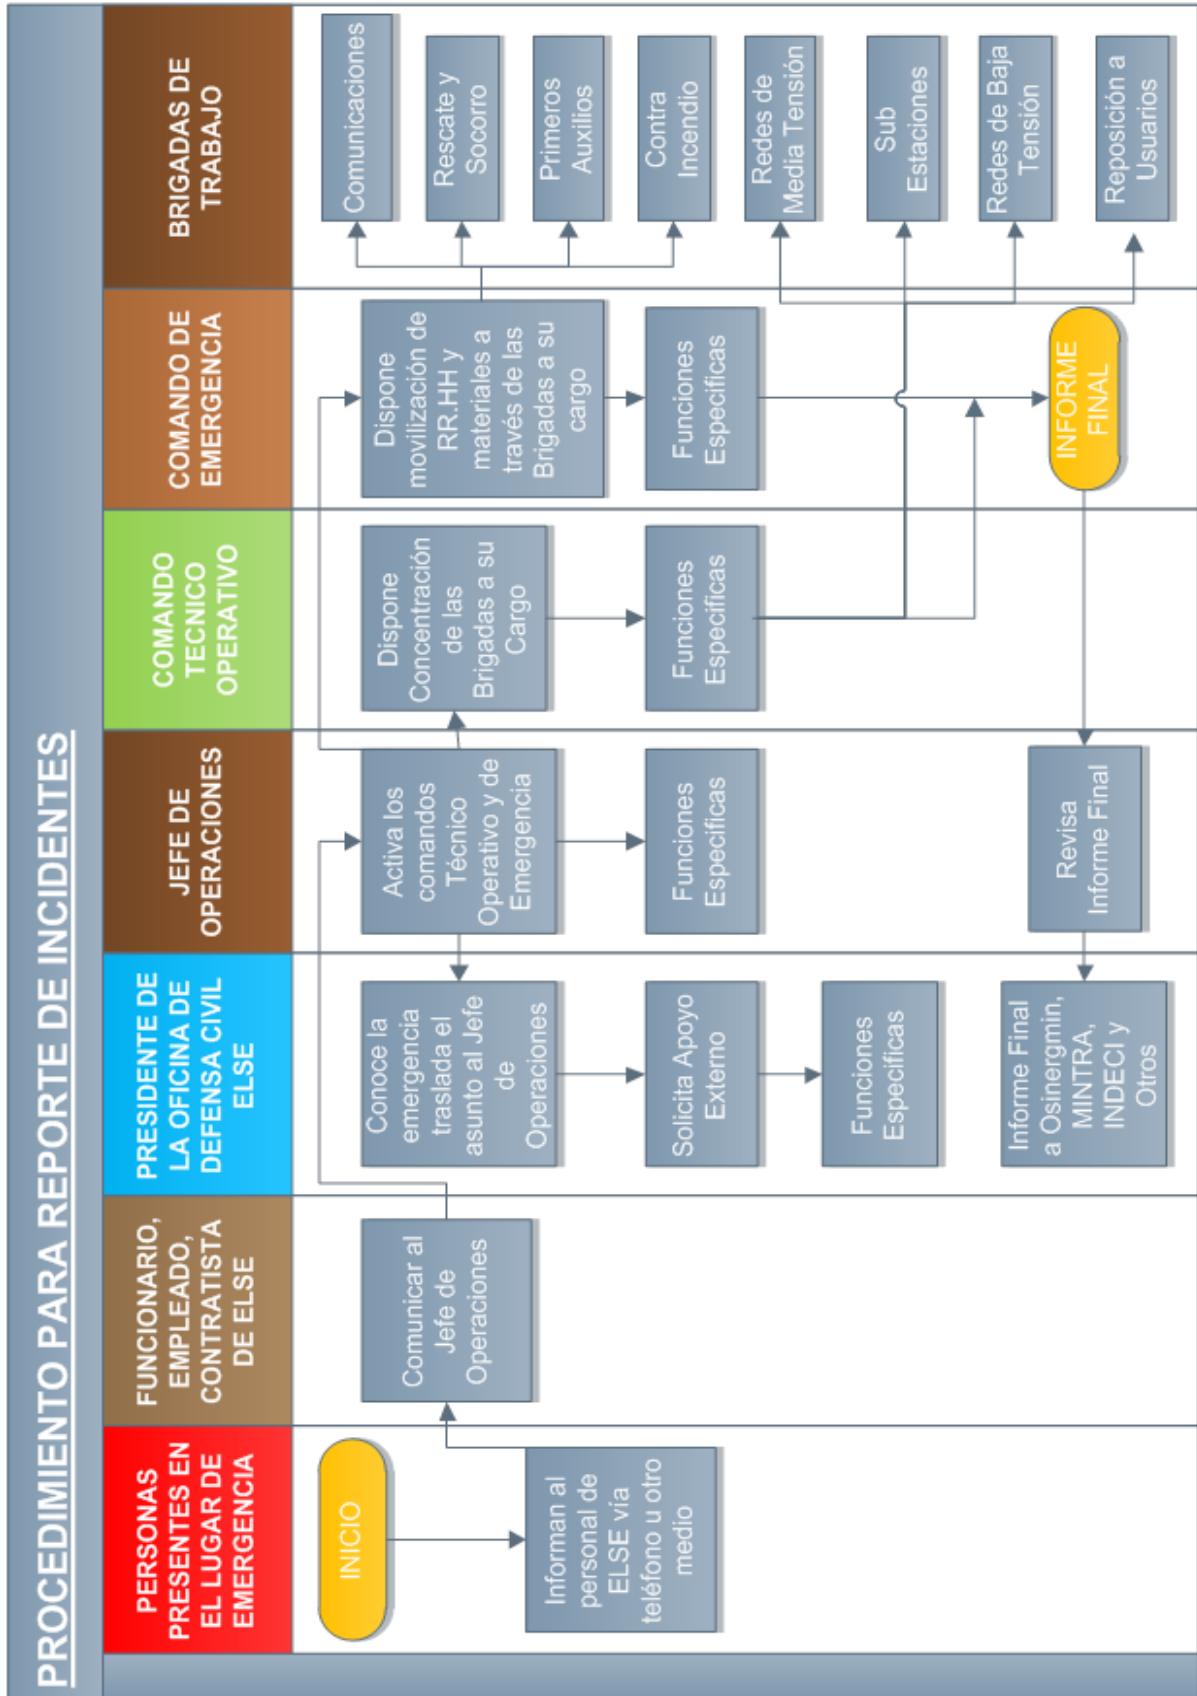 PROCEDIMIENTO PARA REPORTE DE INCIDENTES
PERSONAS
PRESENTES EN
EL LUGAR DE
EMERGENCIA
FUNCIONARIO,
EMPLEADO,
CONTRATISTA
DE ELSE
PRESIDENTE DE
LA OFICINA DE
DEFENSA CIVIL
ELSE
JEFE DE
OPERACIONES
COMANDO
TECNICO
OPERATIVO
COMANDO DE
EMERGENCIA
BRIGADAS DE
TRABAJO
INICIO
Informan al
personal de
ELSE vía
teléfono u otro
medio
Comunicar al
Jefe de
Operaciones
Conoce la
emergencia
traslada el
asunto al Jefe
de
Operaciones
Solicita Apoyo
Externo
Funciones
Especificas
Informe Final
a Osinergmin,
MINTRA,
INDECI y
Otros
Activa los
comandos
Técnico
Operativo y de
Emergencia
Funciones
Especificas
Revisa
Informe Final
Dispone
Concentración
de las
Brigadas a su
Cargo
Funciones
Especificas
Dispone
movilización de
RR.HH y
materiales a
través de las
Brigadas a su
cargo
Funciones
Especificas
INFORME
FINAL
Comunicaciones
Rescate y
Socorro
Primeros
Auxilios
Contra
Incendio
Redes de
Media Tensión
Sub
Estaciones
Redes de Baja
Tensión
Reposición a
Usuarios